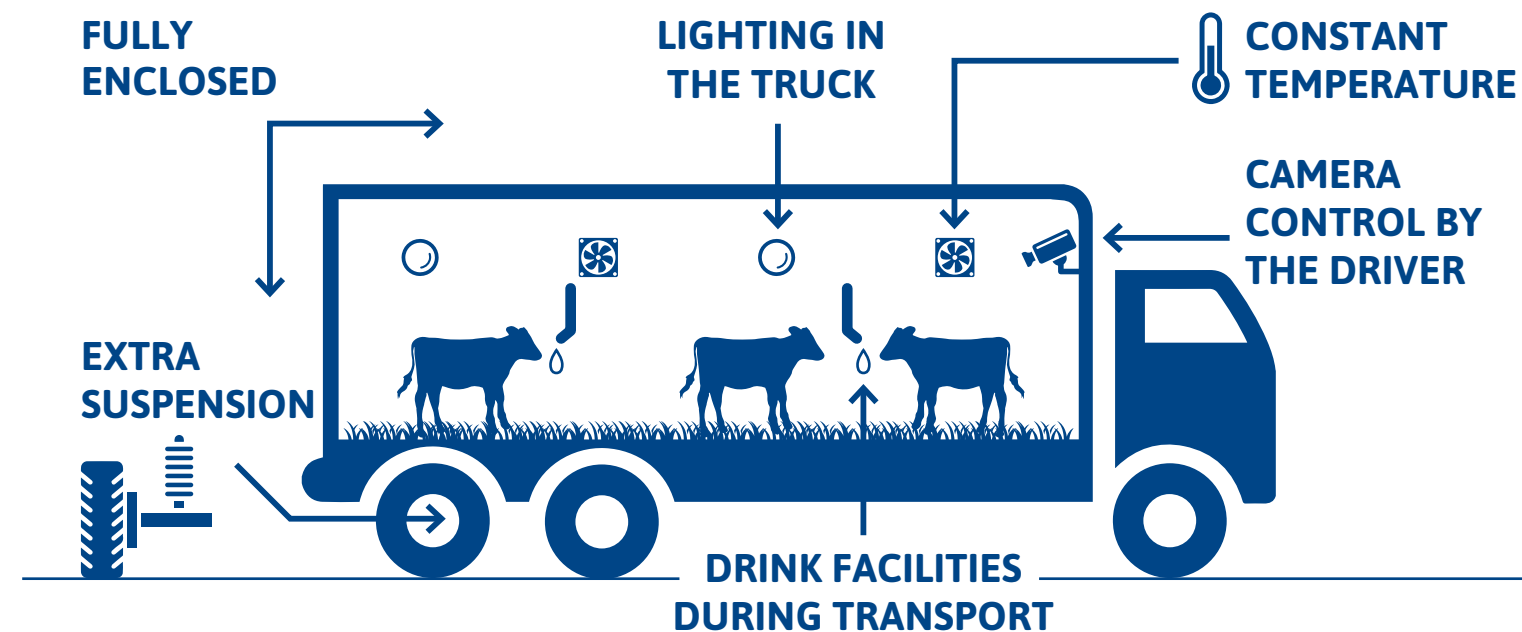 FULLY
ENCLOSED
LIGHTING IN
THE TRUCK
CONSTANT
TEMPERATURE
CAMERA
CONTROL BY
THE DRIVER
EXTRA
SUSPENSION
DRINK FACILITIES
DURING TRANSPORT